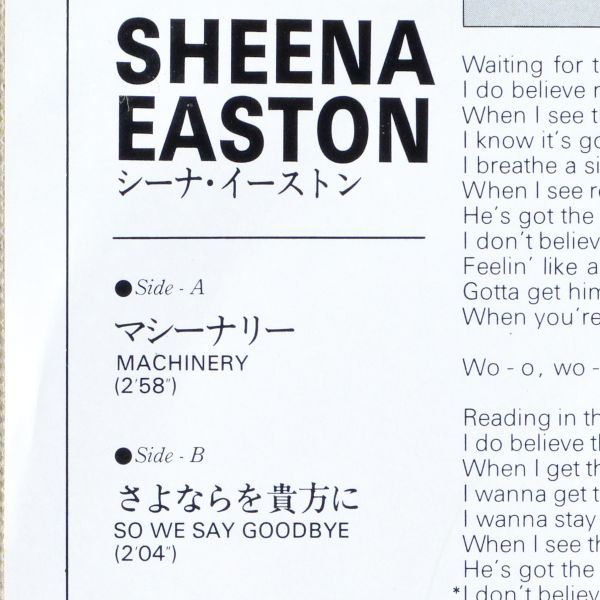 SHEENA
EASTON
シーナ・イーストン
●Side - A
マシーナリー
MACHINERY
(2'58")
●Side - B
さよならを貴方に
SO WE SAY GOODBYE
(2'04")
Waiting for
I do believe
When I see
I know it's
I breathe a
When I see
He's got the
I don't
Feelin' like
Gotta get
When you're
Wo - o, wo -
Reading in
I do believe
When I get
I wanna get
I wanna stay
When I see
He's got the
*I don't